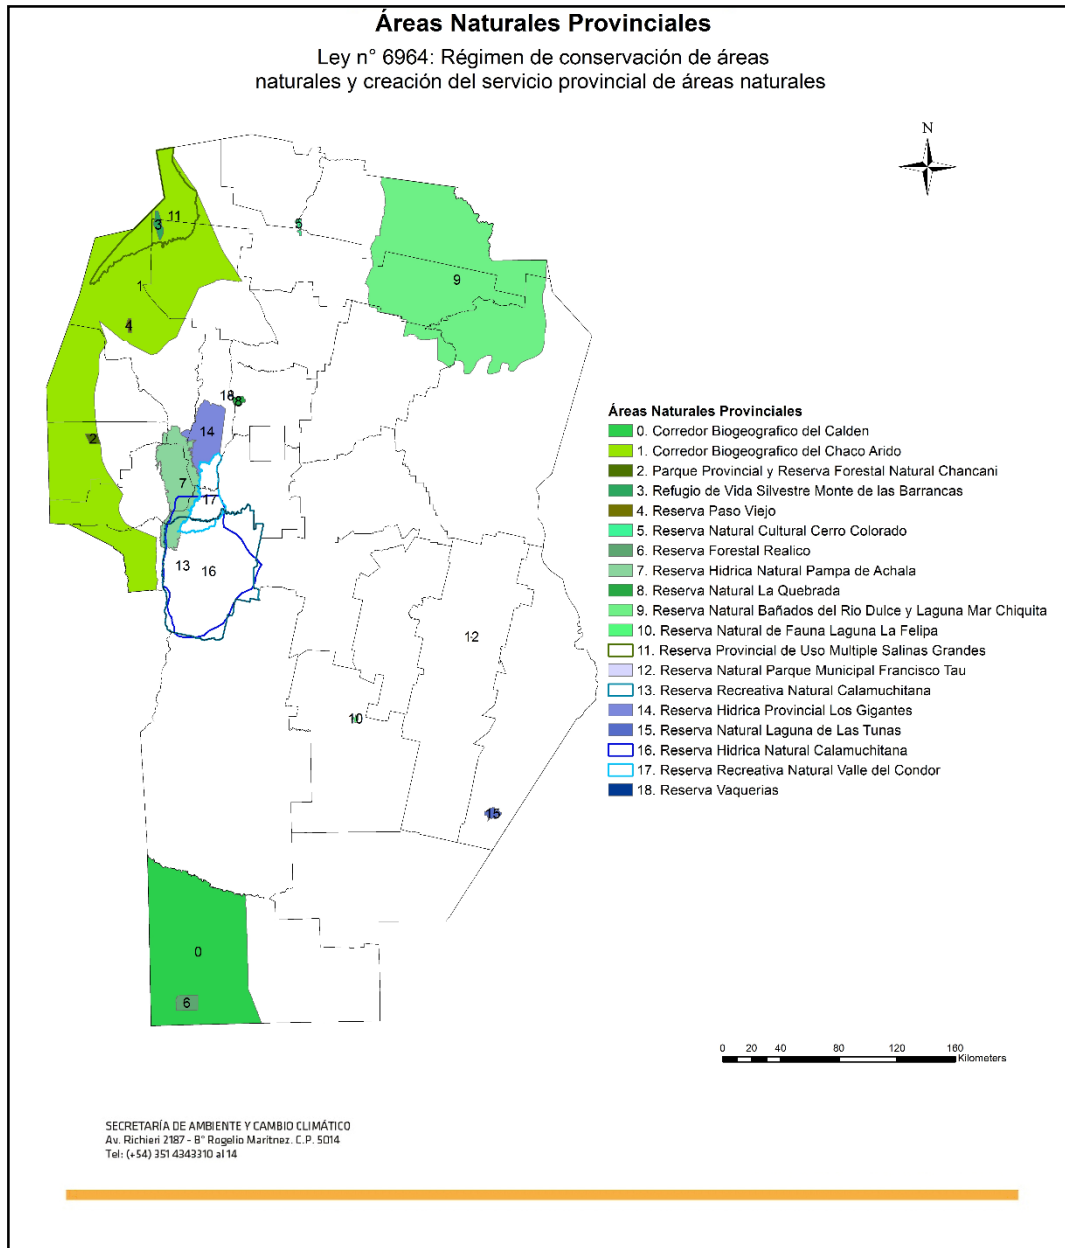 Áreas Naturales Provinciales
Ley n° 6964: Régimen de conservación de áreas
naturales y creación del servicio provincial de áreas naturales
N
11
3
5
9
1
4
18
8
14
2
7
17
13
16
12
10
15
0
6
Áreas Naturales Provinciales
0. Corredor Biogeografico del Calden
1. Corredor Biogeografico del Chaco Arido
2. Parque Provincial y Reserva Forestal Natural Chancani
3. Refugio de Vida Silvestre Monte de las Barrancas
4. Reserva Paso Viejo
5. Reserva Natural Cultural Cerro Colorado
6. Reserva Forestal Realico
7. Reserva Hidrica Natural Pampa de Achala
8. Reserva Natural La Quebrada
9. Reserva Natural Bañados del Rio Dulce y Laguna Mar Chiquita
10. Reserva Natural de Fauna Laguna La Felipa
11. Reserva Provincial de Uso Multiple Salinas Grandes
12. Reserva Natural Parque Municipal Francisco Tau
13. Reserva Recreativa Natural Calamuchitana
14. Reserva Hidrica Provincial Los Gigantes
15. Reserva Natural Laguna de Las Tunas
16. Reserva Hidrica Natural Calamuchitana
17. Reserva Recreativa Natural Valle del Condor
18. Reserva Vaquerias
0 20 40 80 120 160
Kilometers
SECRETARÍA DE AMBIENTE Y CAMBIO CLIMÁTICO
Av. Richieri 2187 - B° Rogelio Maritnez. C.P. 5014
Tel: (+54) 351 4343310 al 14